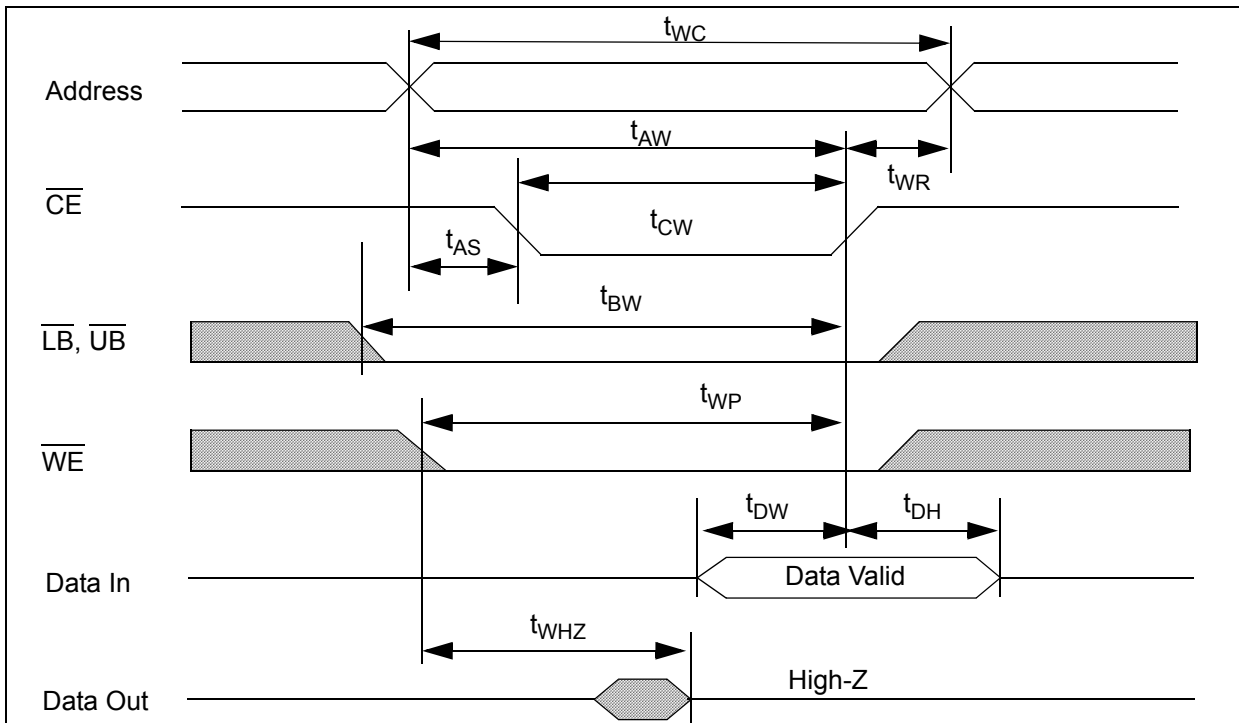 tWC
Address
tAW
tWR
CE
tCW
tAS
tBW
LB, UB
tWP
WE
tDW
tDH
Data In
Data Valid
tWHZ
Data Out
High-Z